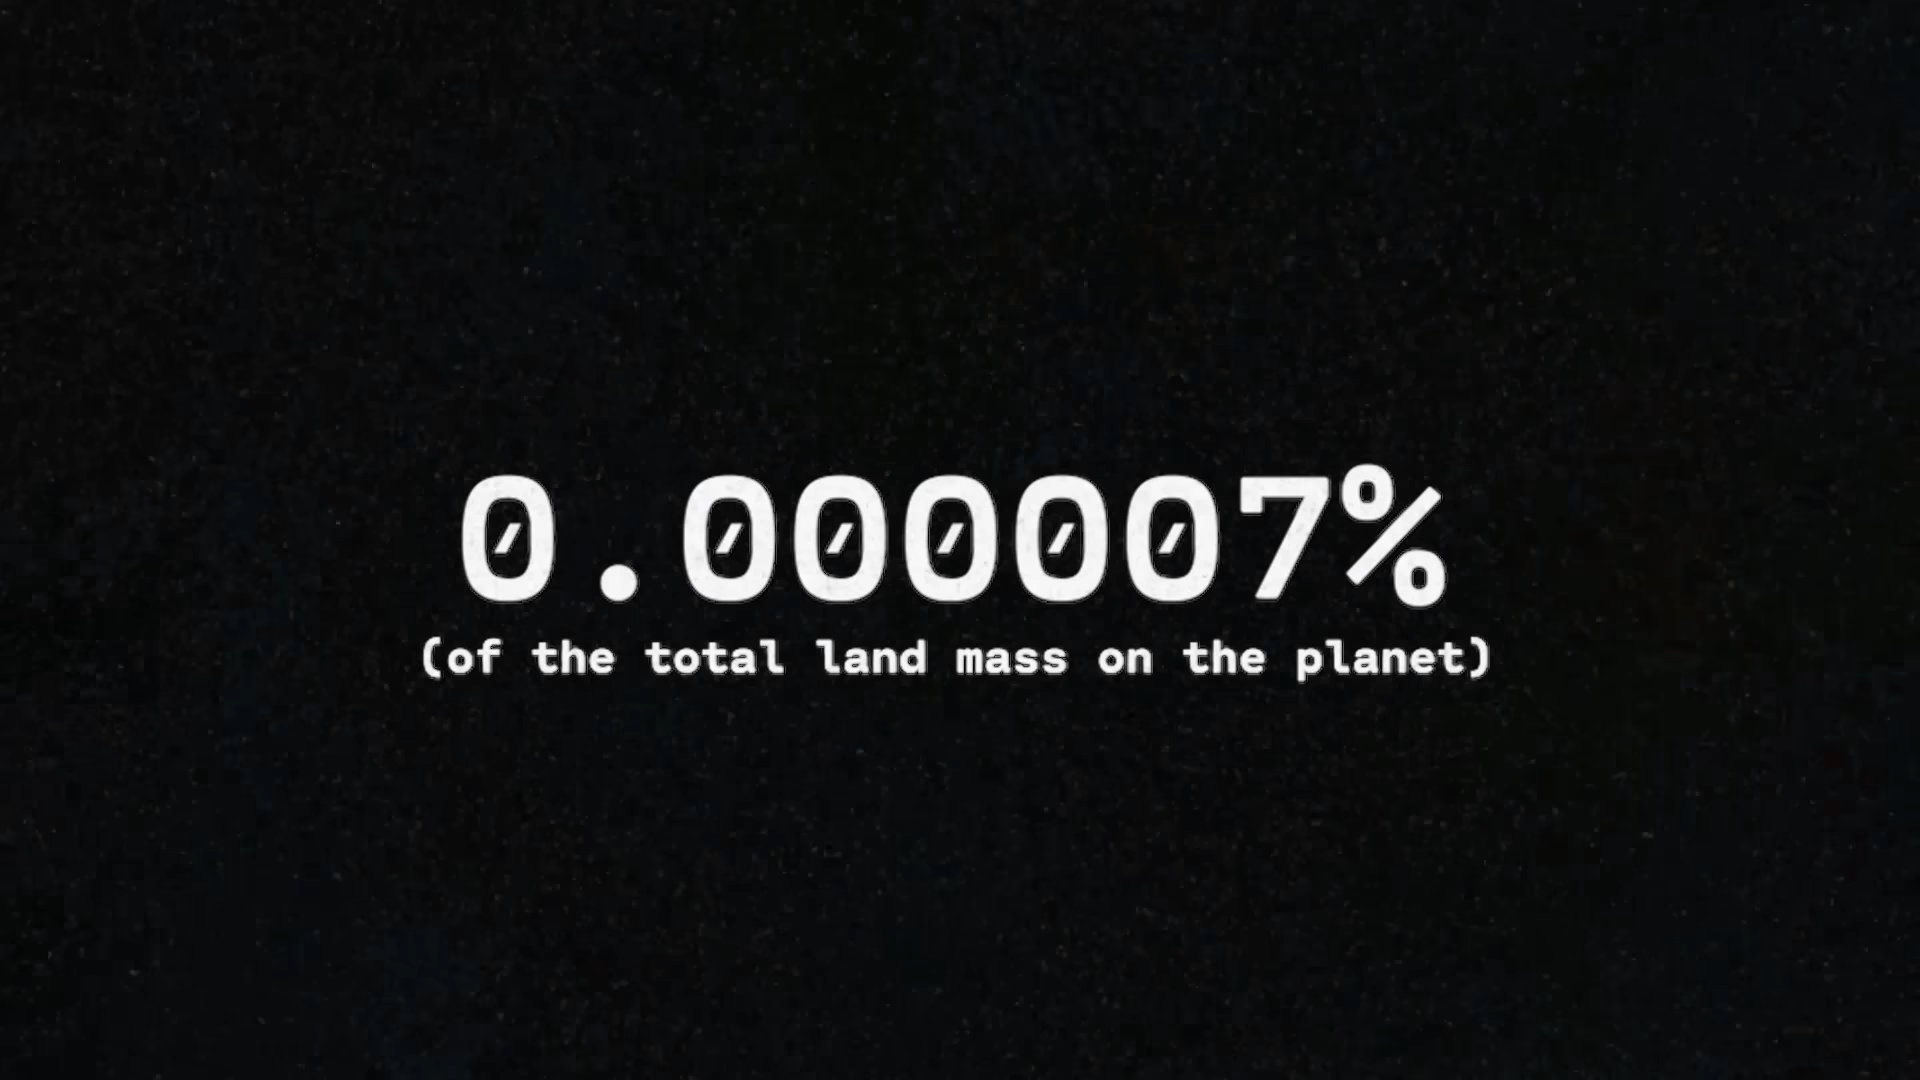 0.000007%
(of the total land mass on the planet)